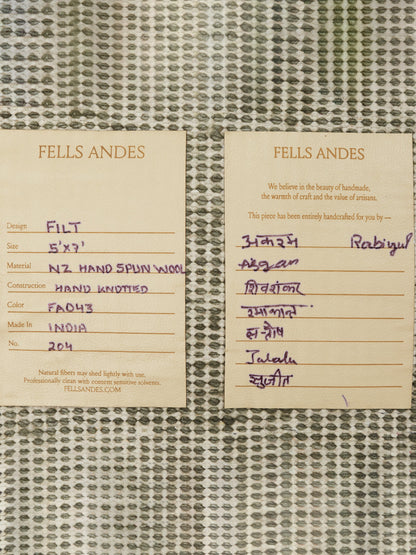 FELLS ANDES
Design FILT
Size 5'x7'
Material NZ HAND SPUN WOOL
Construction HAND KNOTTED
Color FA043
Made In INDIA
No. 204
Natural fibers may shed lightly with use.
Professionally clean with content sensitive solvents.
FELLSANDES.COM
FELLS ANDES
We believe in the beauty of handmade,
the warmth of craft and the value of artisans.
This piece has been entirely handcrafted for you by —
अकरम Rabigul
शिवशंकर
रमाकान्त
सन्तोष
Jalalu
सुजीत